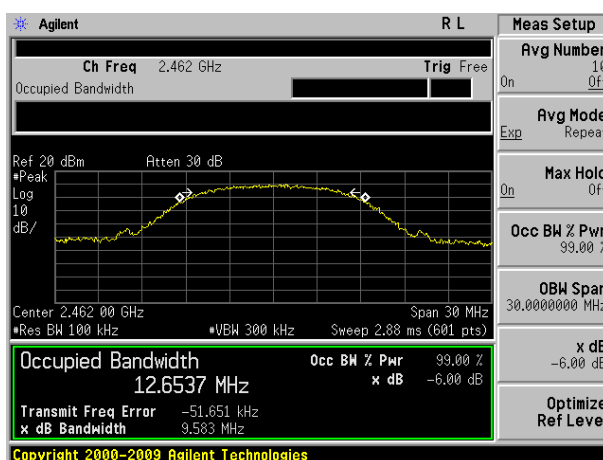 Agilent R L Meas Setup
Ch Freq 2.462 GHz Trig Free
Occupied Bandwidth
Avg Number
10
On Off
Avg Mode
Exp Repeat
Max Hold
On Off
Occ BW % Pwr
99.00 %
OBW Span
30.0000000 MHz
x dB
-6.00 dB
Optimize
Ref Level
Ref 20 dBm Atten 30 dB
#Peak
Log
10
dB/
Center 2.462 00 GHz Span 30 MHz
#Res BW 100 kHz #VBW 300 kHz Sweep 2.88 ms (601 pts)
Occupied Bandwidth Occ BW % Pwr 99.00 %
12.6537 MHz x dB -6.00 dB
Transmit Freq Error -51.651 kHz
x dB Bandwidth 9.583 MHz
Copyright 2000-2009 Agilent Technologies